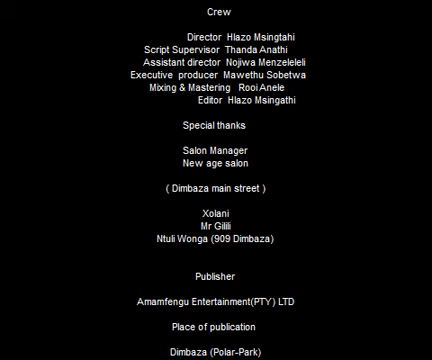 Crew
Director Hlazo Msingtahi
Script Supervisor Thanda Anathi
Assistant director Nojiwa Menzeleleli
Executive producer Mawethu Sobetwa
Mixing & Mastering Rooi Anele
Editor Hlazo Msingathi
Special thanks
Salon Manager
New age salon
( Dimbaza main street )
Xolani
Mr Gilili
Ntuli Wonga (909 Dimbaza)
Publisher
Amamfengu Entertainment(PTY) LTD
Place of publication
Dimbaza (Polar-Park)